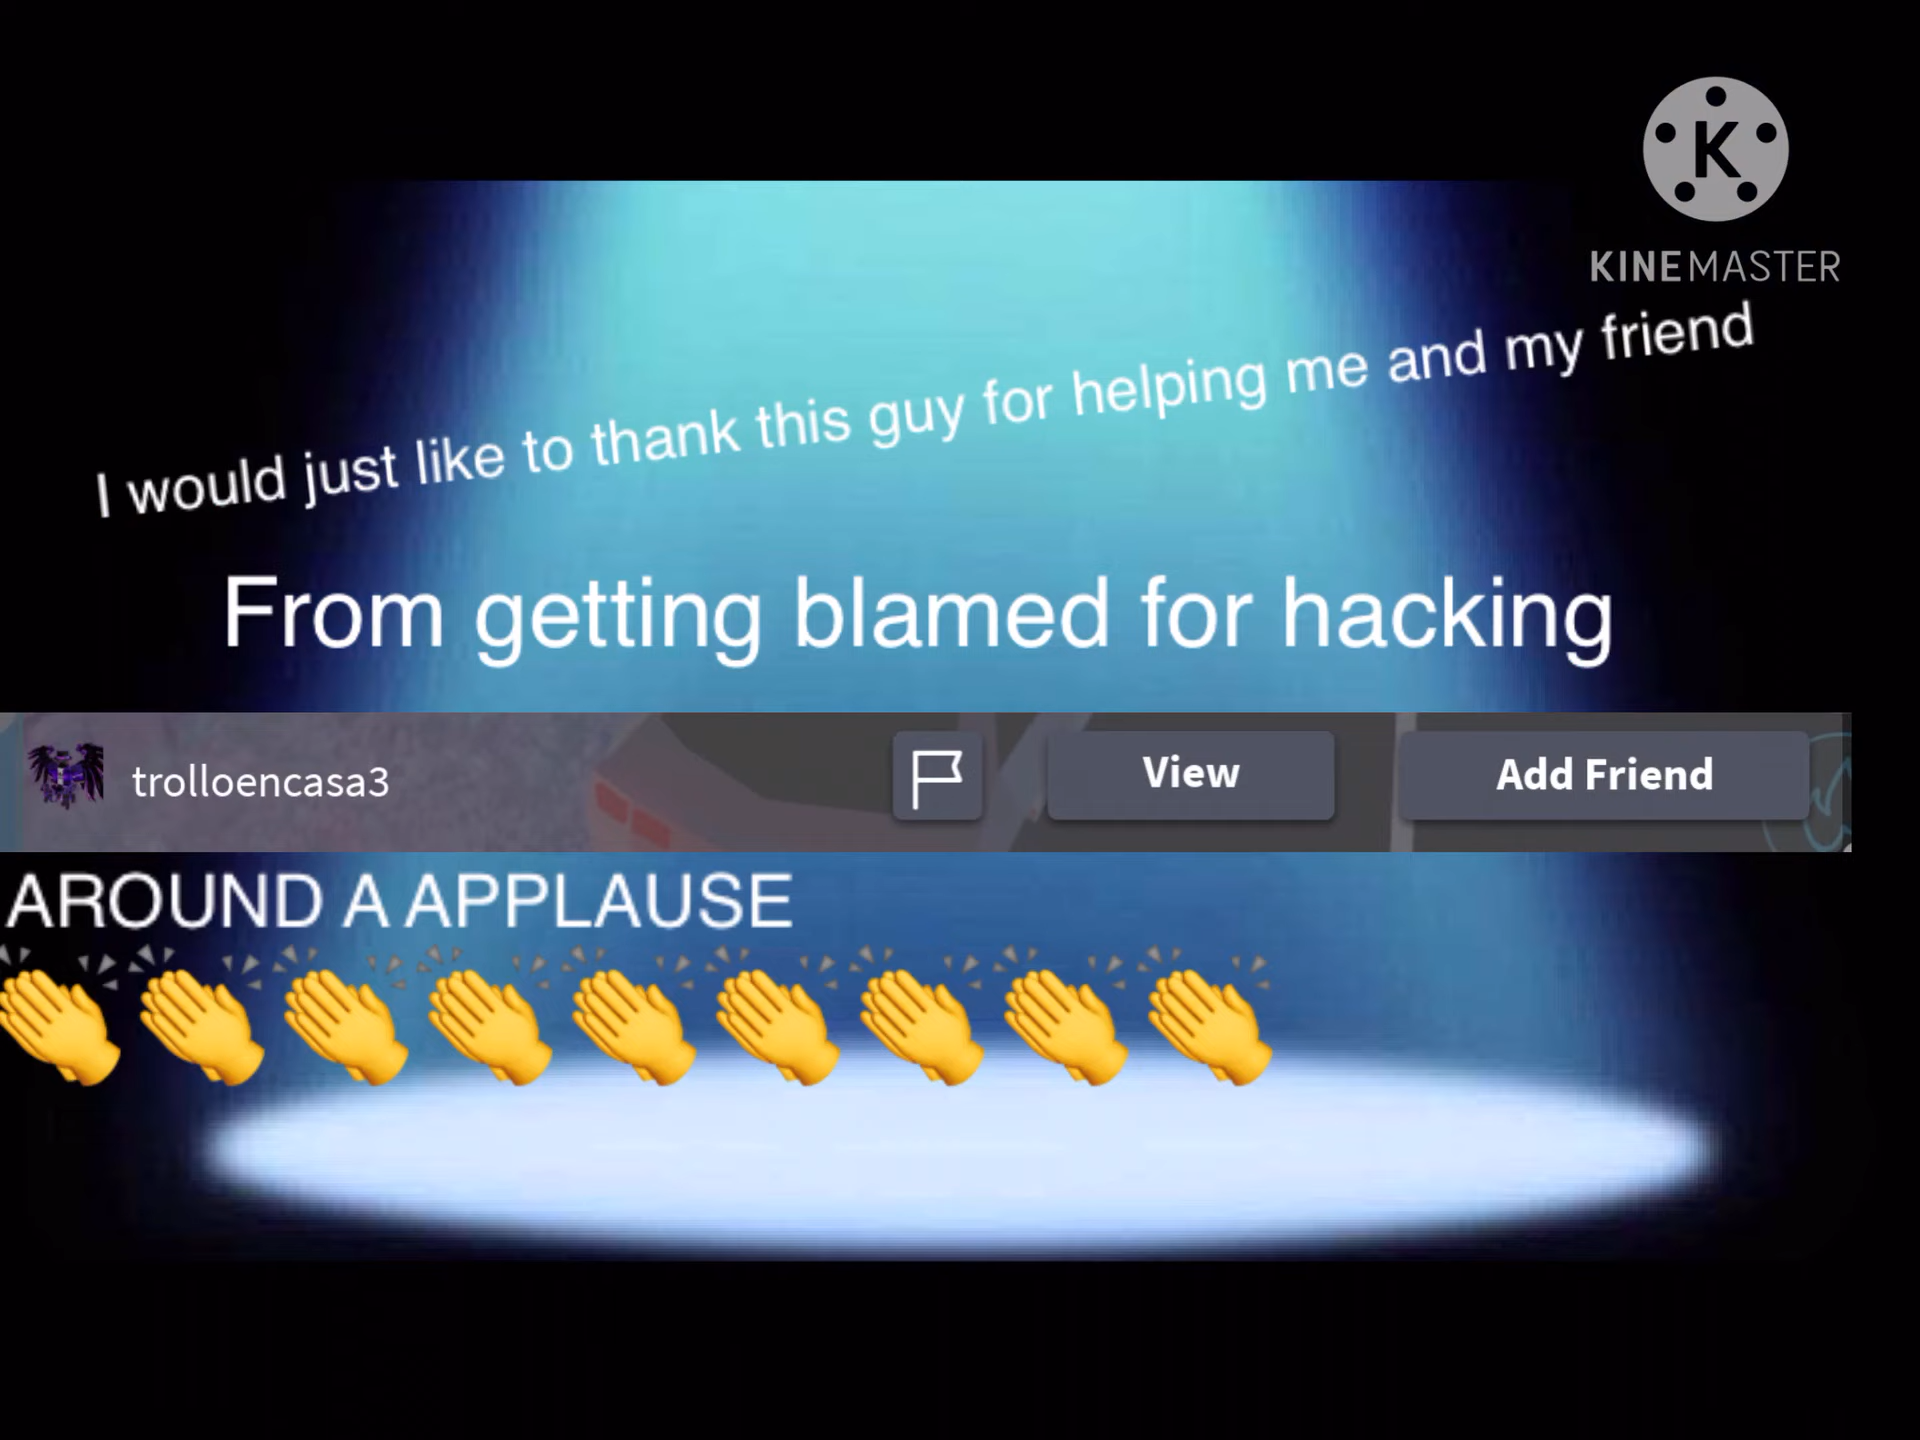 K
KINEMASTER
I would just like to thank this guy for helping me and my friend
From getting blamed for hacking
trolloencasa3
View
Add Friend
AROUND A APPLAUSE
👏👏👏👏👏👏👏👏👏